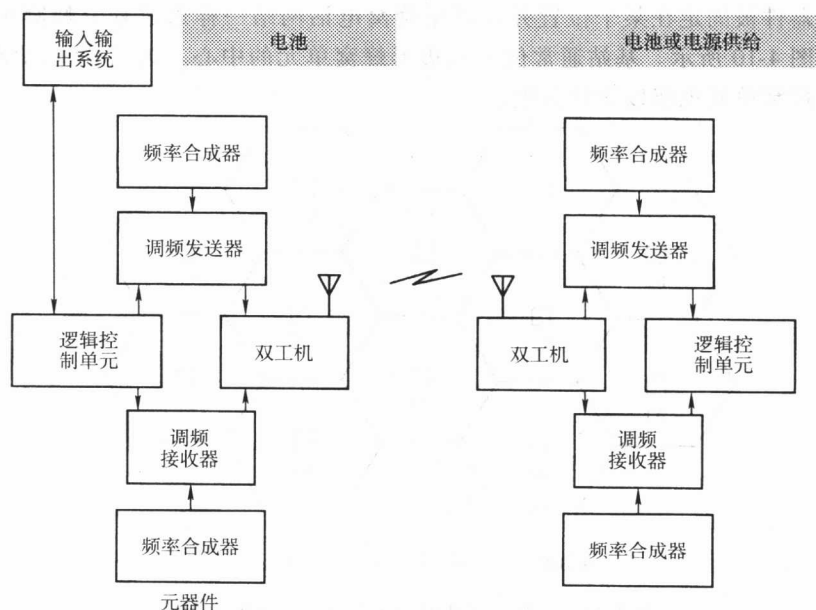 输入输
出系统
电池
电池或电源供给
频率合成器
频率合成器
调频发送器
调频发送器
逻辑控
制单元
双工机
双工机
逻辑控
制单元
调频
接收器
调频
接收器
频率合成器
频率合成器
元器件